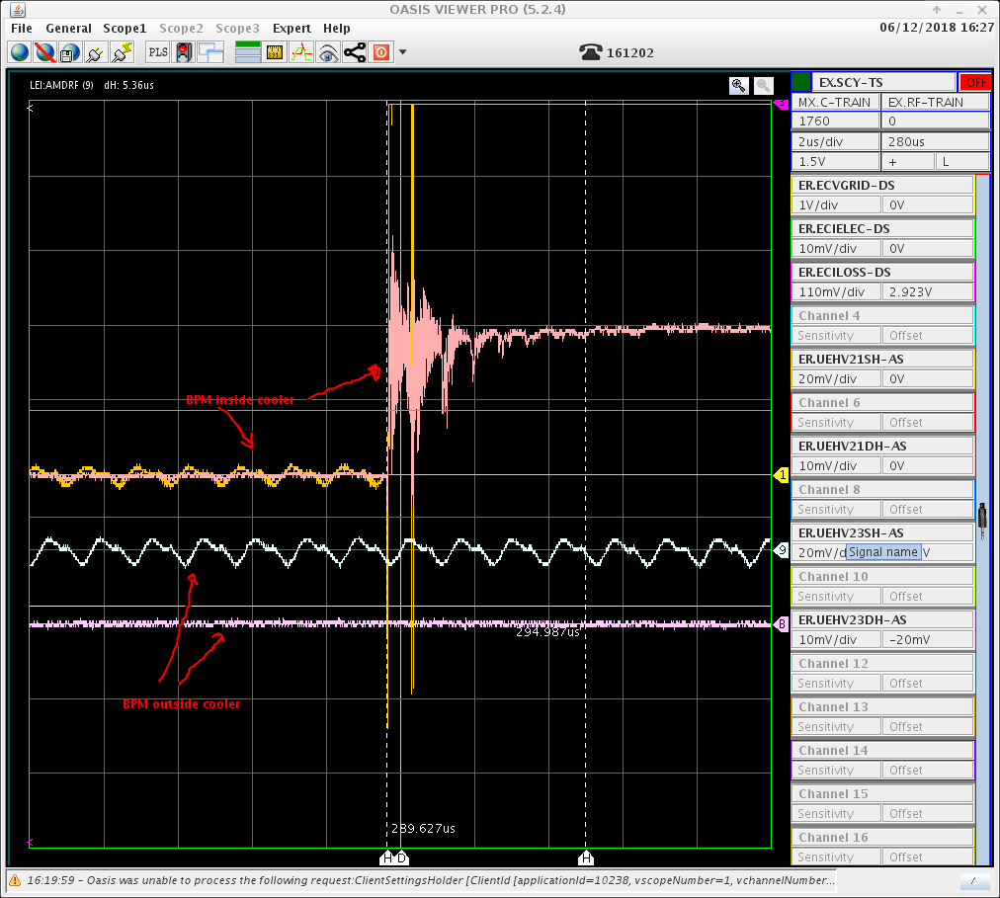 OASIS VIEWER PRO (5.2.4)
File General Scope1 Scope2 Scope3 Expert Help
06/12/2018 16:27
PLS
161202
LEI:AMDRF (9) dH: 5.36us
EX.SCY-TS OFF
MX.C-TRAIN EX.RF-TRAIN
1760 0
2us/div 280us
1.5V + L
ER.ECVGRID-DS
1V/div 0V
ER.ECIELEC-DS
10mV/div 0V
ER.ECILOSS-DS
110mV/div 2.923V
Channel 4
Sensitivity Offset
ER.UEHV21SH-AS
20mV/div 0V
Channel 6
Sensitivity Offset
ER.UEHV21DH-AS
10mV/div 0V
Channel 8
Sensitivity Offset
ER.UEHV23SH-AS
20mV/d Signal name V
Channel 10
Sensitivity Offset
ER.UEHV23DH-AS
10mV/div -20mV
Channel 12
Sensitivity Offset
Channel 13
Sensitivity Offset
Channel 14
Sensitivity Offset
Channel 15
Sensitivity Offset
Channel 16
Sensitivity Offset
BPM inside cooler
1
9
B
294.987us
BPM outside cooler
289.627us
H D H
16:19:59 - Oasis was unable to process the following request:ClientSettingsHolder [ClientId [applicationId=10238, vscopeNumber=1, vchannelNumber...